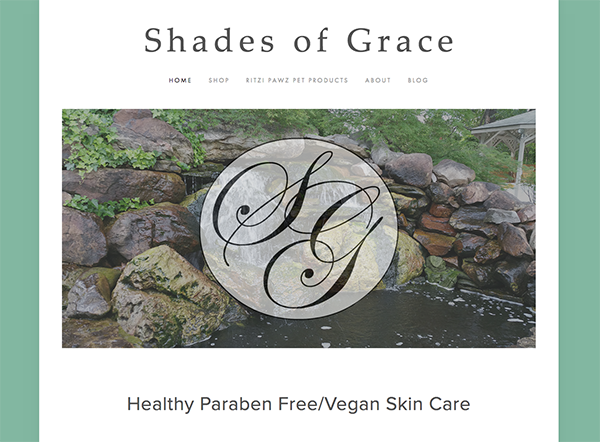 Shades of Grace
HOME SHOP RITZI PAWZ PET PRODUCTS ABOUT BLOG
SG
Healthy Paraben Free/Vegan Skin Care